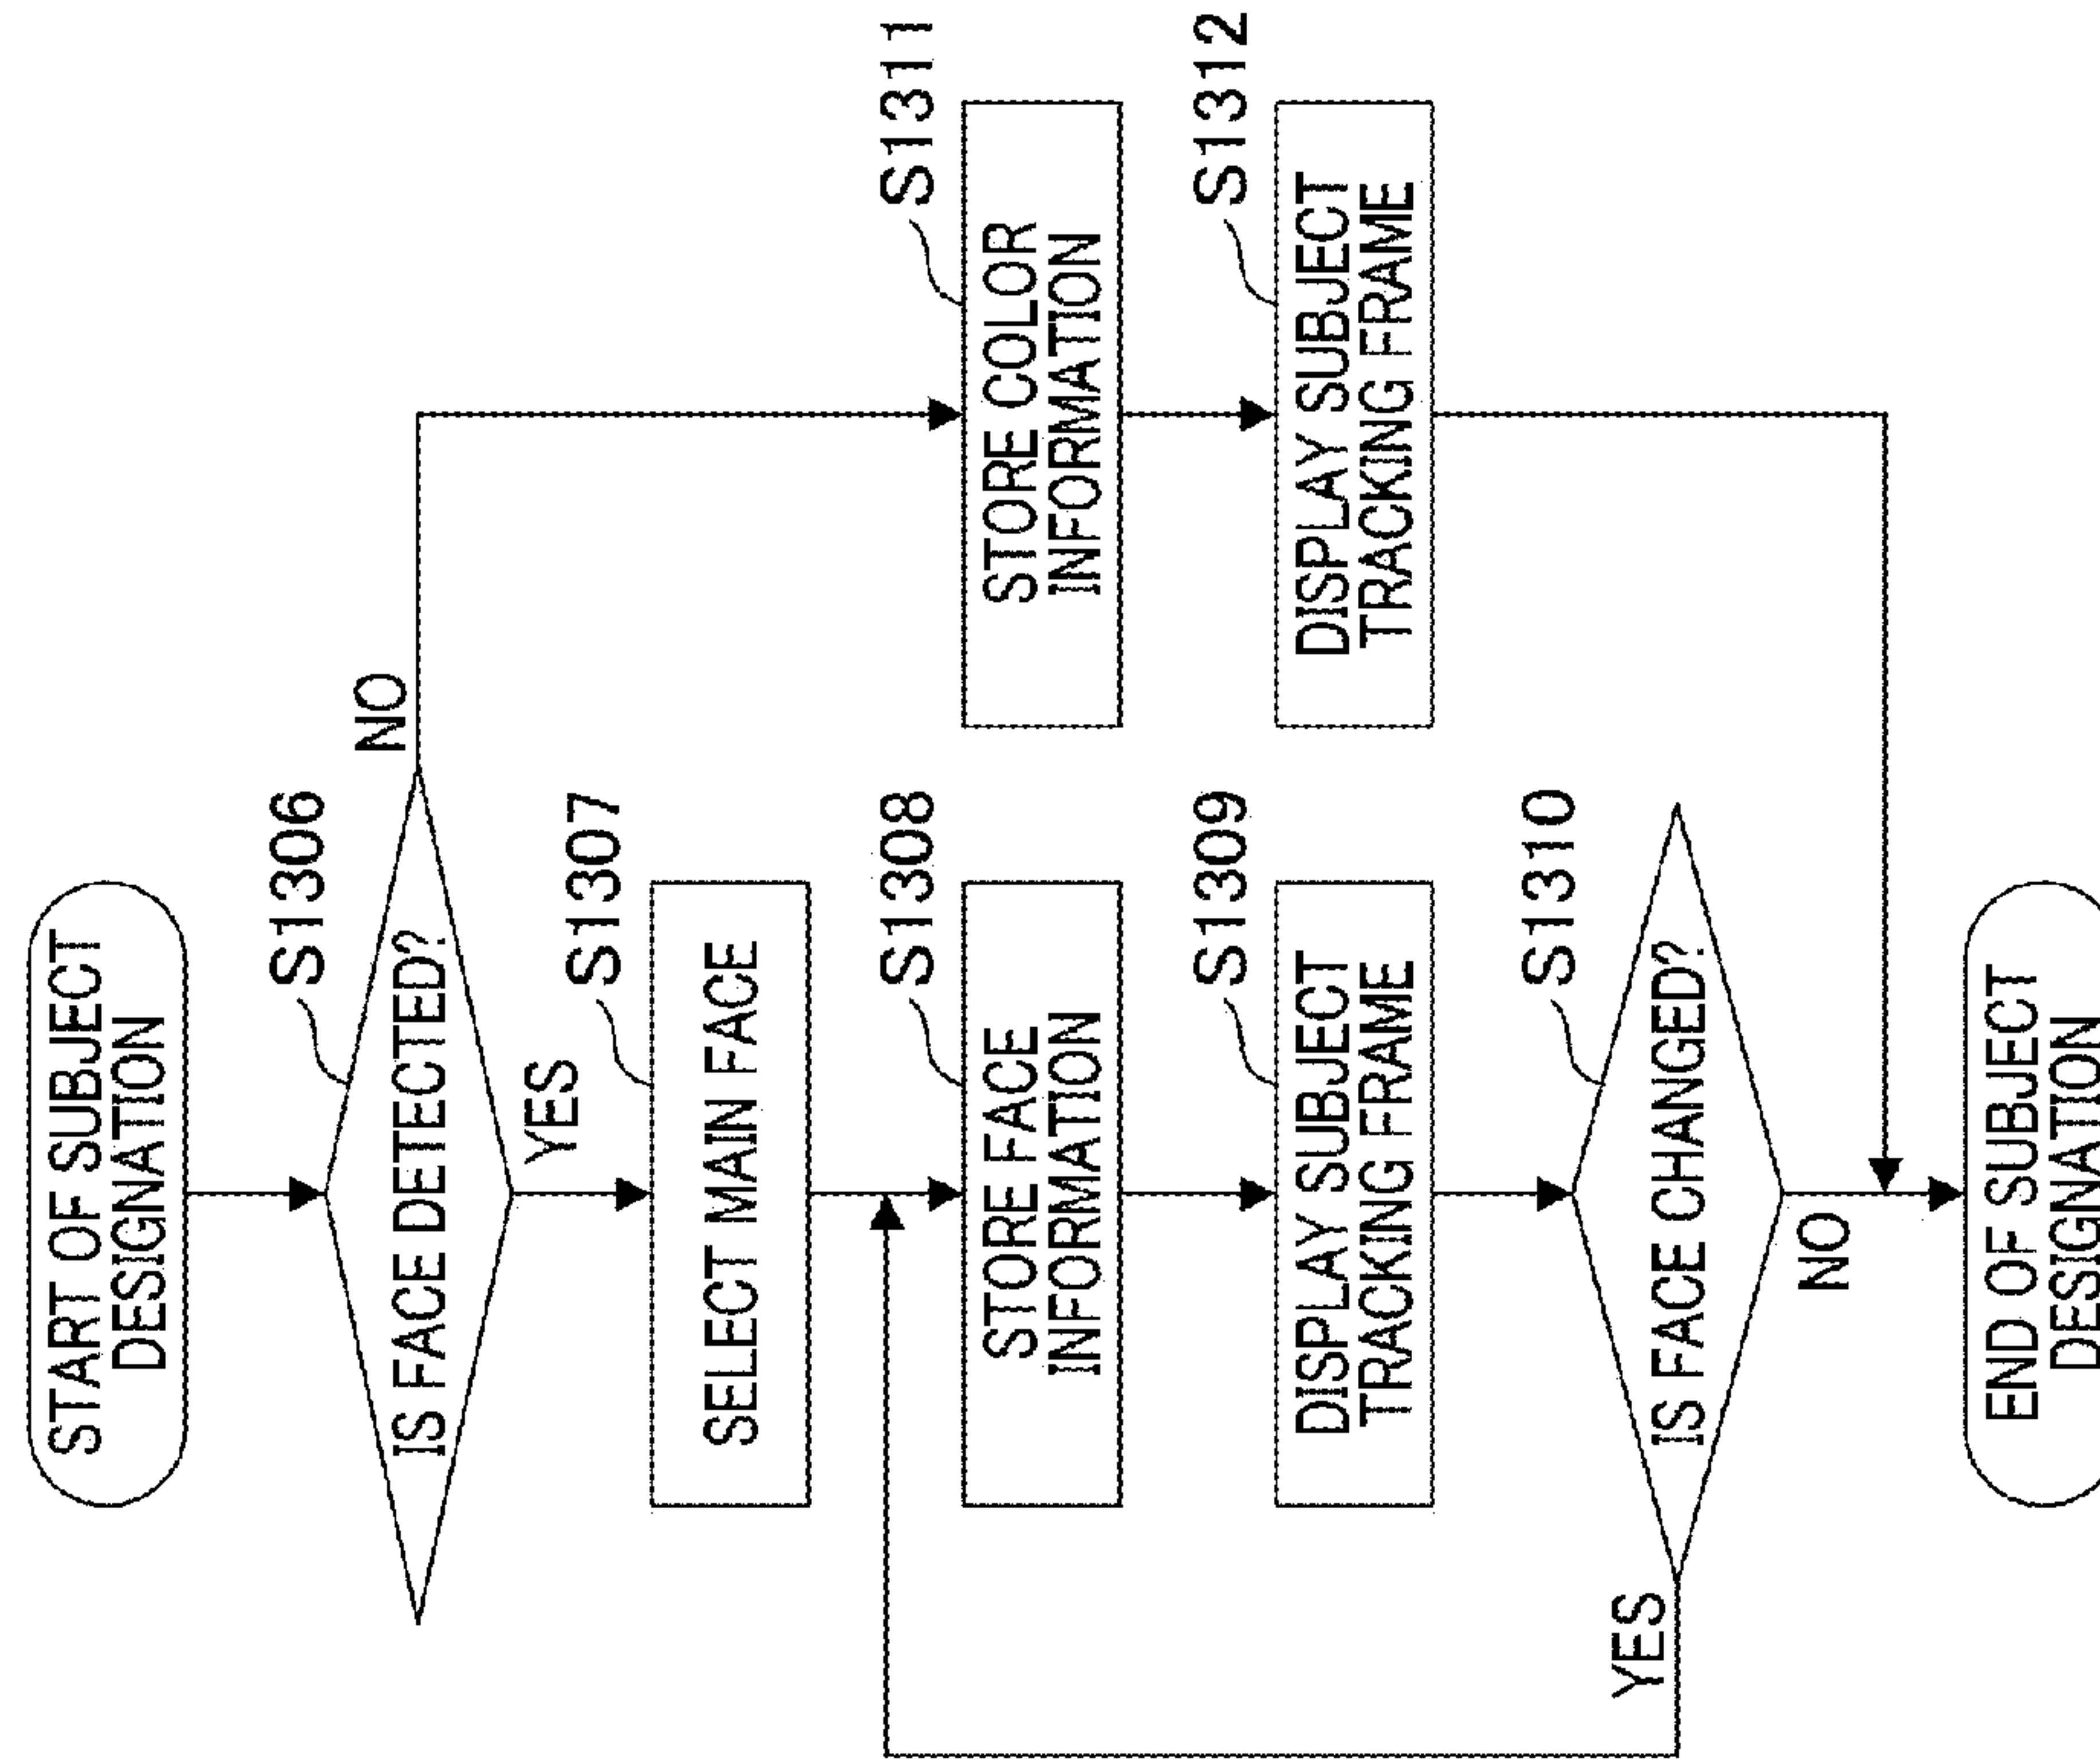 START OF SUBJECT
DESIGNATION
S1306
IS FACE DETECTED?
NO
YES
S1307
SELECT MAIN FACE
S1308
STORE FACE
INFORMATION
S1309
DISPLAY SUBJECT
TRACKING FRAME
S1310
IS FACE CHANGED?
YES
NO
S1311
STORE COLOR
INFORMATION
S1312
DISPLAY SUBJECT
TRACKING FRAME
END OF SUBJECT
DESIGNATION